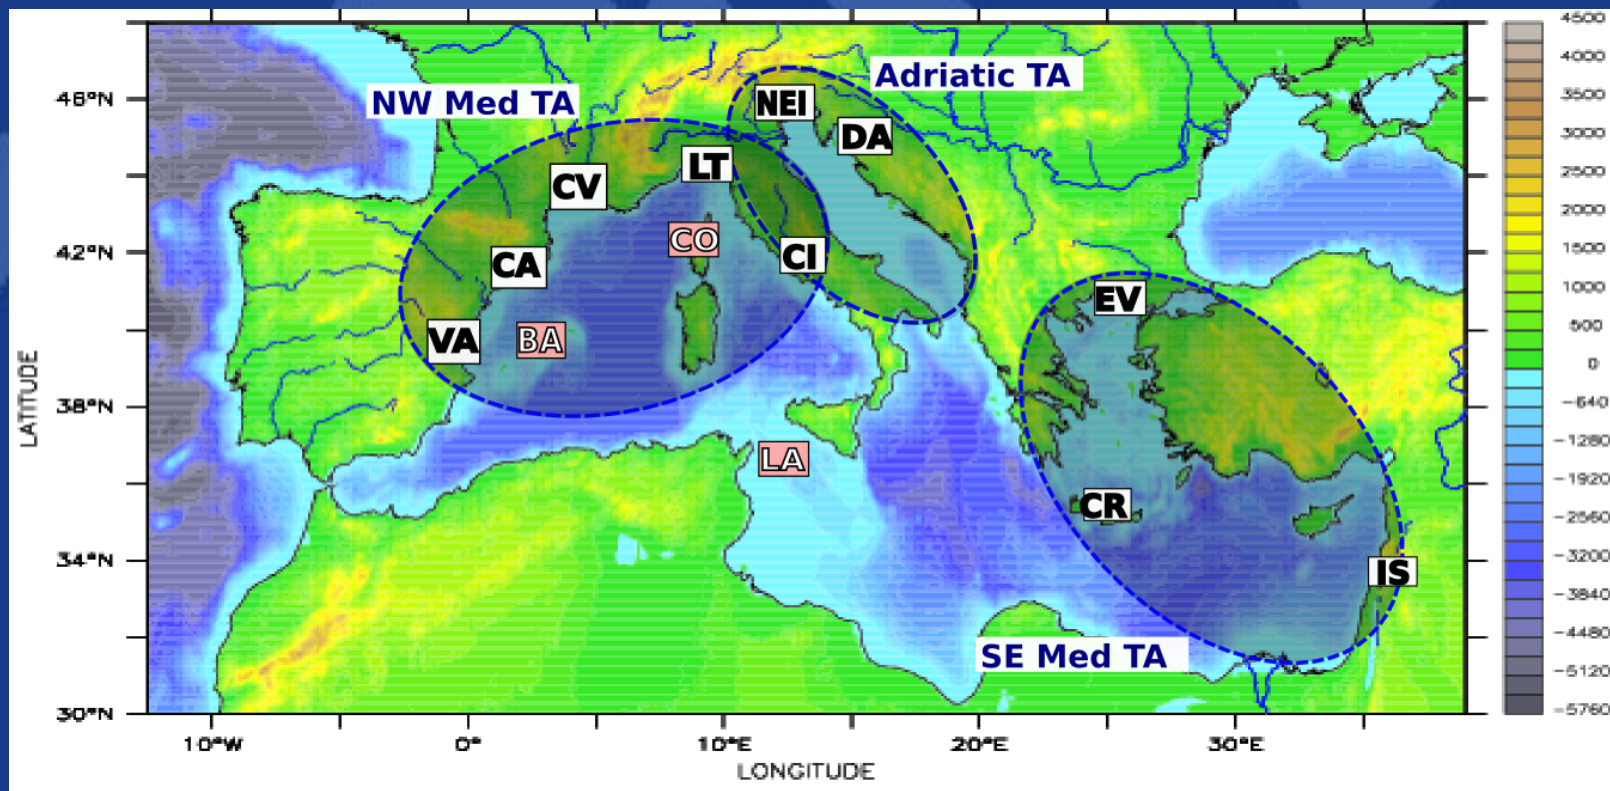 4500
4000
3500
3000
2500
2000
1500
1000
500
0
-640
-1280
-1920
-2560
-3200
-3840
-4480
-5120
-5760
Adriatic TA
NW Med TA
NEI
DA
LT
CV
CO
CI
CA
EV
VA
BA
LA
CR
IS
SE Med TA
46°N
42°N
38°N
34°N
30°N
LATITUDE
10°W
0°
10°E
20°E
30°E
LONGITUDE